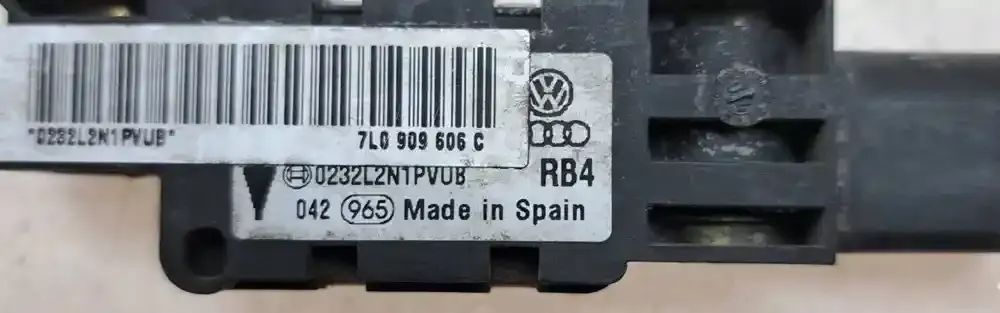 *0232L2N1PVUB*
7L0 909 606 C
RB4
0232L2N1PVUB
042 965 Made in Spain